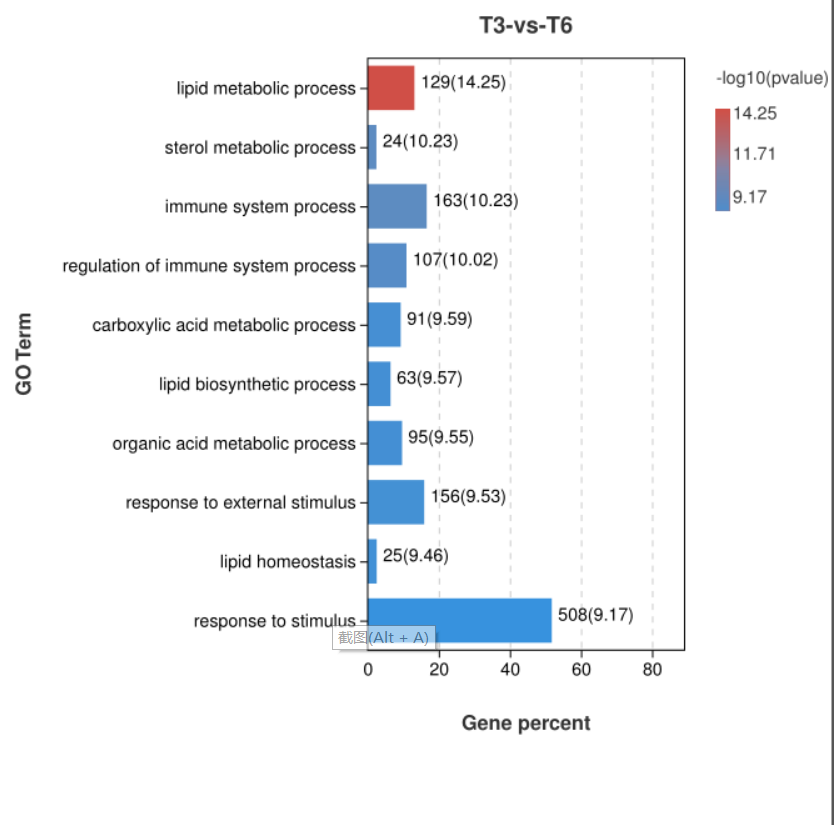 T3-vs-T6
-log10(pvalue)
14.25
11.71
9.17
GO Term
lipid metabolic process 129(14.25)
sterol metabolic process 24(10.23)
immune system process 163(10.23)
regulation of immune system process 107(10.02)
carboxylic acid metabolic process 91(9.59)
lipid biosynthetic process 63(9.57)
organic acid metabolic process 95(9.55)
response to external stimulus 156(9.53)
lipid homeostasis 25(9.46)
response to stimulus 508(9.17)
截图(Alt + A)
0 20 40 60 80
Gene percent